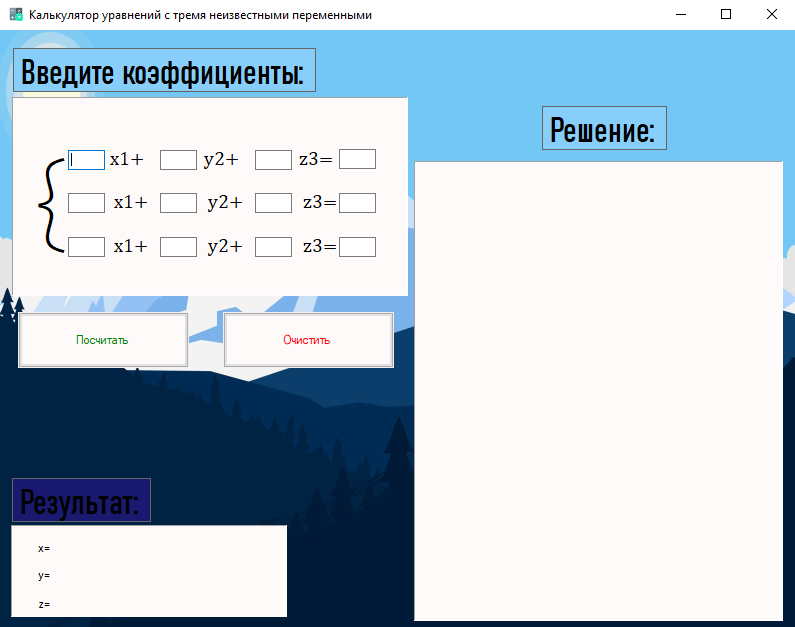 Калькулятор уравнений с тремя неизвестными переменными
Введите коэффициенты:
x1+ y2+ z3=
x1+ y2+ z3=
x1+ y2+ z3=
Посчитать
Очистить
Решение:
Результат:
x=
y=
z=